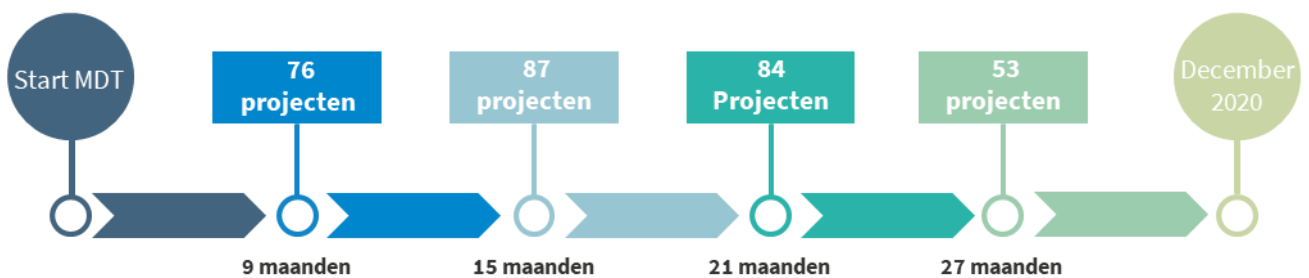 Start MDT
76
projecten
87
projecten
84
Projecten
53
projecten
December
2020
9 maanden
15 maanden
21 maanden
27 maanden